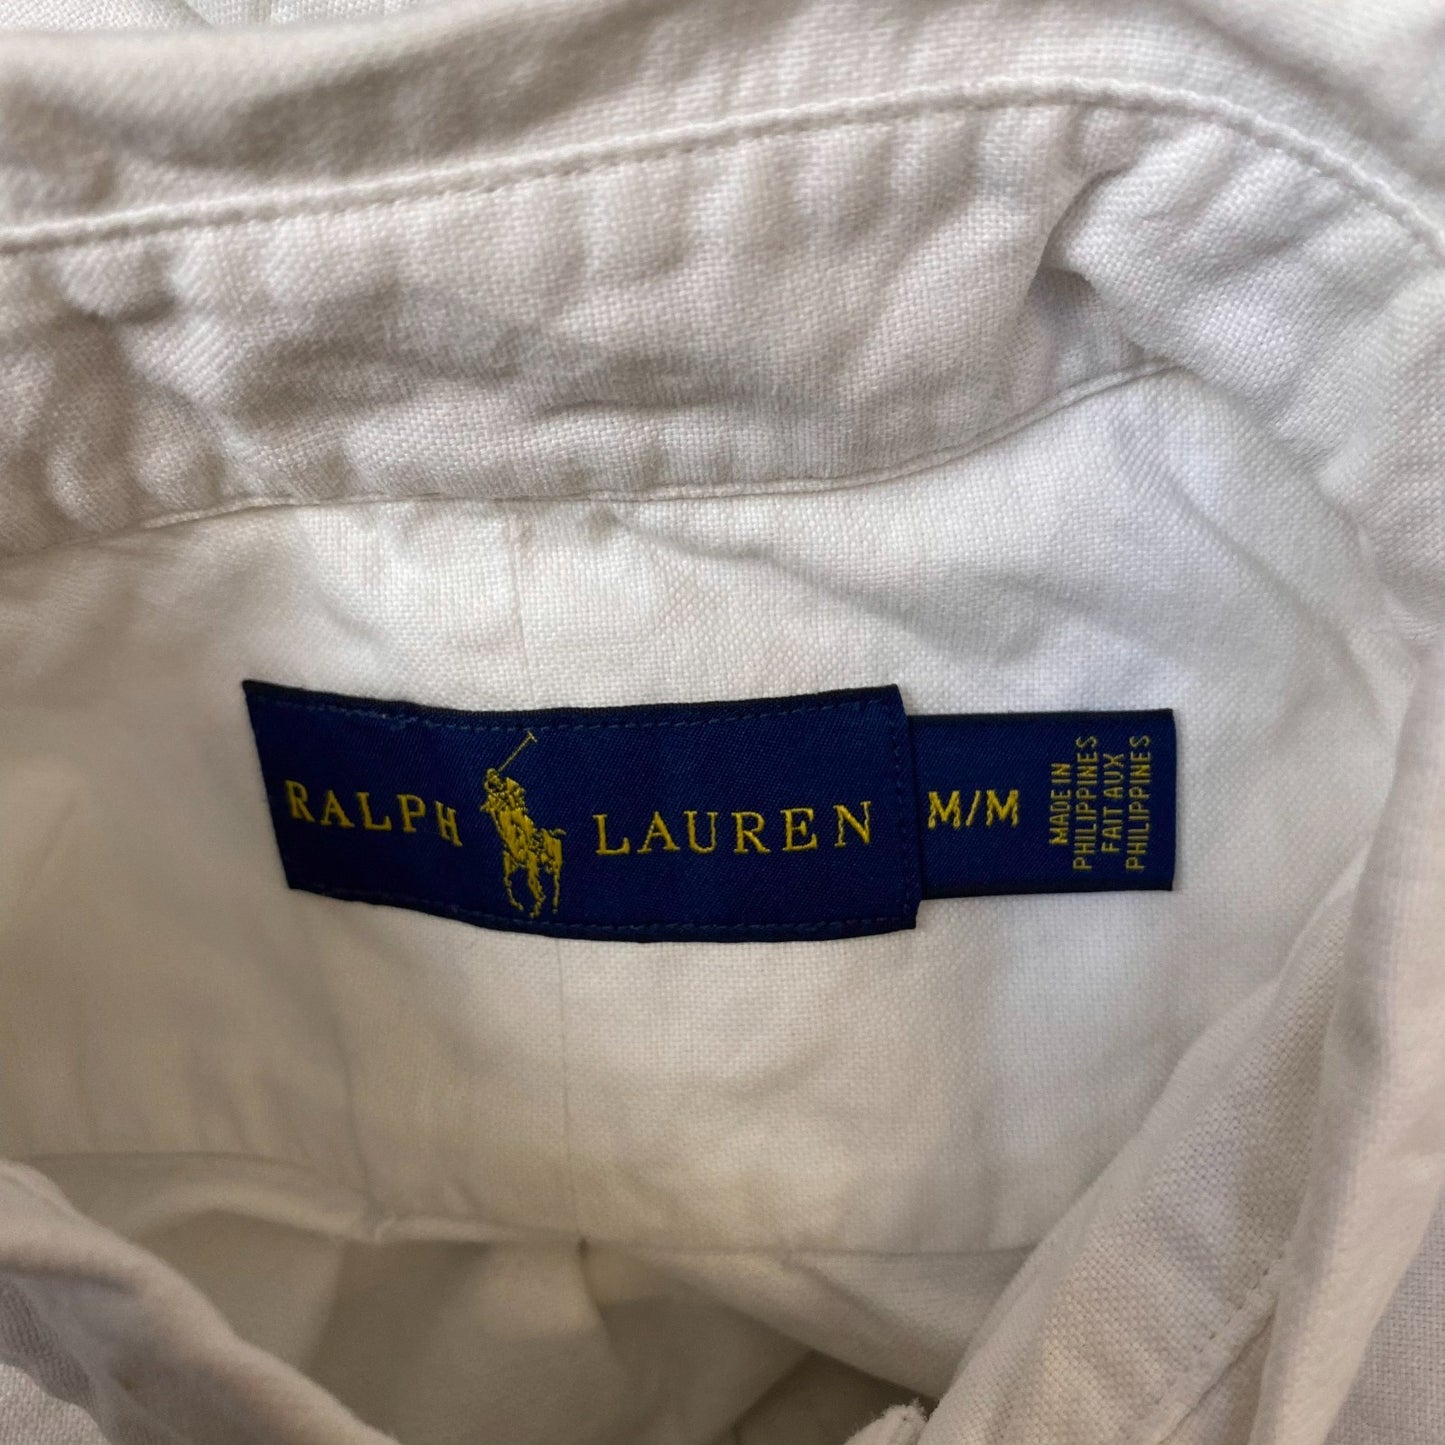 RALPH LAUREN
M/M
MADE IN
PHILIPPINES
FAIT AUX
PHILIPPINES